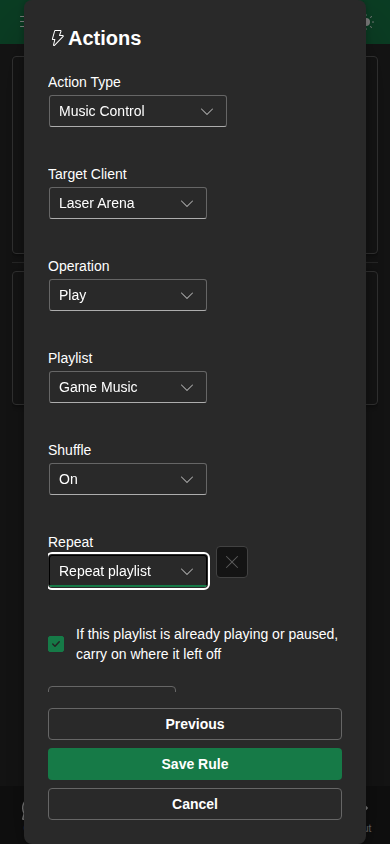 Actions
Action Type
Music Control
Target Client
Laser Arena
Operation
Play
Playlist
Game Music
Shuffle
On
Repeat
Repeat playlist
If this playlist is already playing or paused,
carry on where it left off
Previous
Save Rule
Cancel